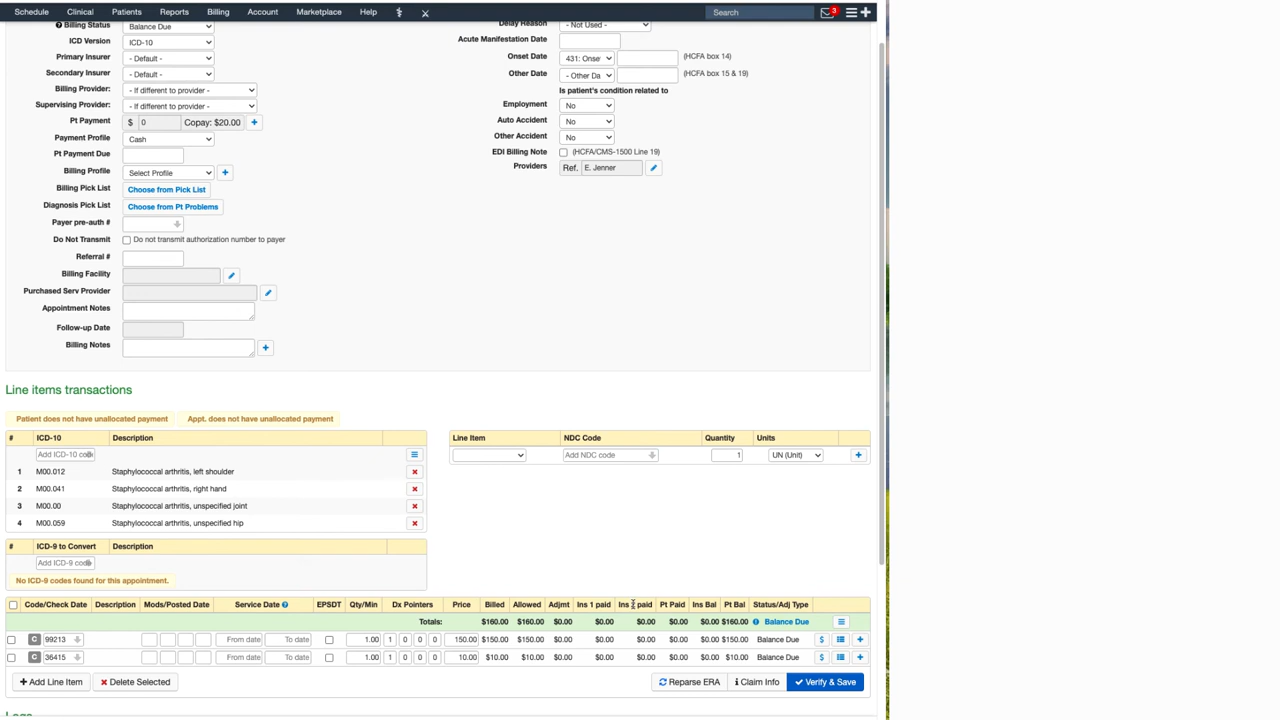 Schedule Clinical Patients Reports Billing Account Marketplace Help Search 3
Billing Status Balance Due
ICD Version ICD-10
Primary Insurer - Default -
Secondary Insurer - Default -
Billing Provider: - If different to provider -
Supervising Provider: - If different to provider -
Pt Payment $ 0 Copay: $20.00
Payment Profile Cash
Pt Payment Due
Billing Profile Select Profile
Billing Pick List Choose from Pick List
Diagnosis Pick List Choose from Pt Problems
Payer pre-auth #
Do Not Transmit Do not transmit authorization number to payer
Referral #
Billing Facility
Purchased Serv Provider
Appointment Notes
Follow-up Date
Billing Notes
Delay Reason - Not Used -
Acute Manifestation Date
Onset Date 431: Onse (HCFA box 14)
Other Date - Other Da (HCFA box 15 & 19)
Is patient's condition related to
Employment No
Auto Accident No
Other Accident No
EDI Billing Note (HCFA/CMS-1500 Line 19)
Providers Ref. E. Jenner
Line items transactions
Patient does not have unallocated payment Appt. does not have unallocated payment
# ICD-10 Description
Add ICD-10 cod
1 M00.012 Staphylococcal arthritis, left shoulder
2 M00.041 Staphylococcal arthritis, right hand
3 M00.00 Staphylococcal arthritis, unspecified joint
4 M00.059 Staphylococcal arthritis, unspecified hip
Line Item NDC Code Quantity Units
Add NDC code 1 UN (Unit)
# ICD-9 to Convert Description
Add ICD-9 code
No ICD-9 codes found for this appointment.
Code/Check Date Description Mods/Posted Date Service Date EPSDT Qty/Min Dx Pointers Price Billed Allowed Adjmt Ins 1 paid Ins 2 paid Pt Paid Ins Bal Pt Bal Status/Adj Type
Totals: $160.00 $160.00 $0.00 $0.00 $0.00 $0.00 $0.00 $160.00 Balance Due
C 99213 From date To date 1.00 1 0 0 0 150.00 $150.00 $150.00 $0.00 $0.00 $0.00 $0.00 $0.00 $150.00 Balance Due $
C 36415 From date To date 1.00 1 0 0 0 10.00 $10.00 $10.00 $0.00 $0.00 $0.00 $0.00 $0.00 $10.00 Balance Due $
Add Line Item Delete Selected Reparse ERA Claim Info Verify & Save